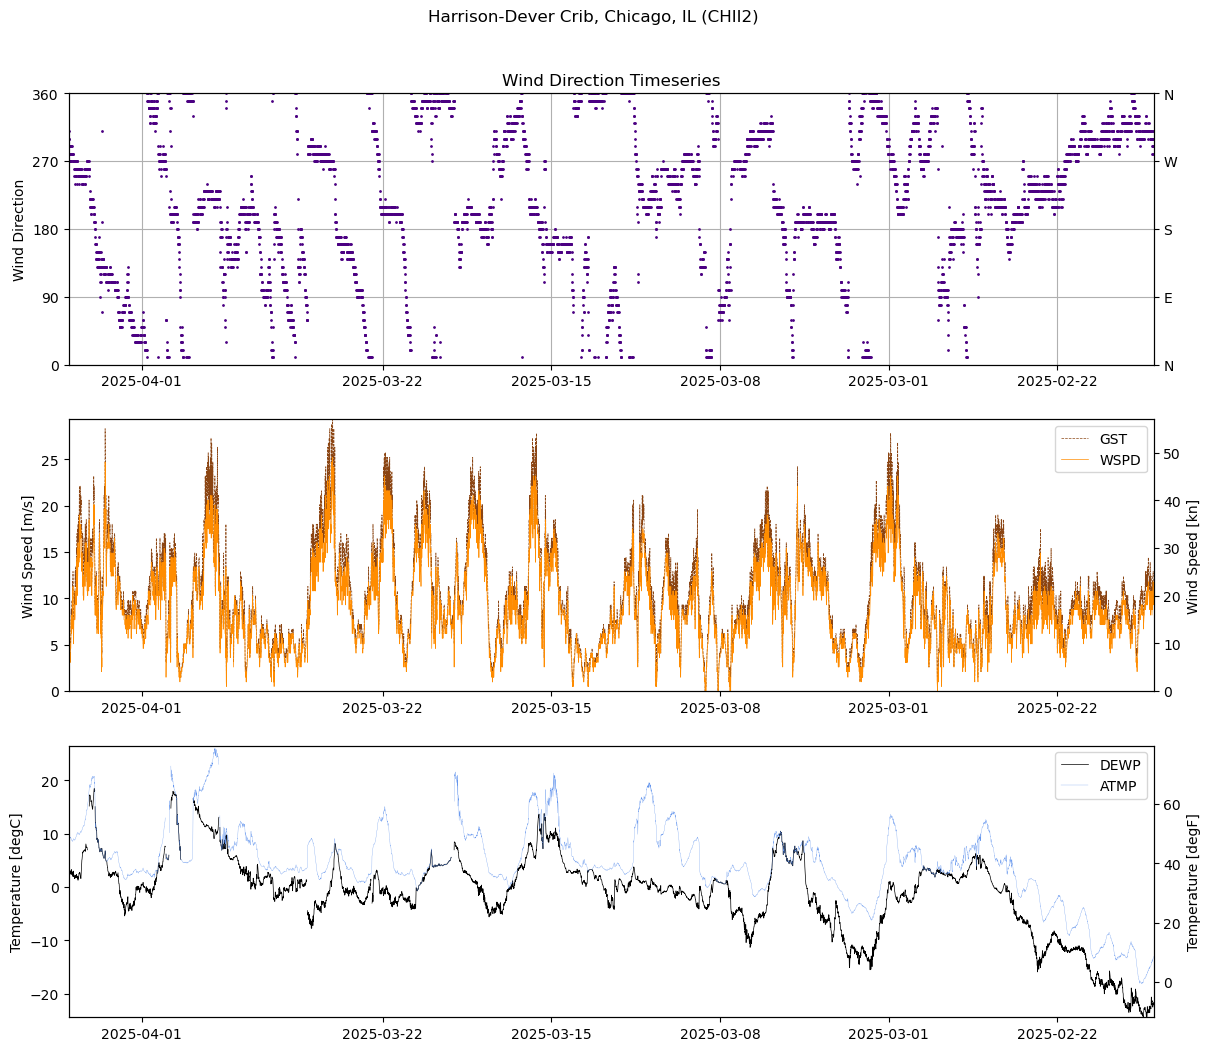 Harrison-Dever Crib, Chicago, IL (CHII2)
Wind Direction Timeseries
Wind Direction
360
270
180
90
0
N
W
S
E
N
2025-04-01
2025-03-22
2025-03-15
2025-03-08
2025-03-01
2025-02-22
Wind Speed [m/s]
25
20
15
10
5
0
GST
WSPD
50
40
30
20
10
0
Wind Speed [kn]
2025-04-01
2025-03-22
2025-03-15
2025-03-08
2025-03-01
2025-02-22
Temperature [degC]
20
10
0
−10
−20
DEWP
ATMP
60
40
20
0
Temperature [degF]
2025-04-01
2025-03-22
2025-03-15
2025-03-08
2025-03-01
2025-02-22